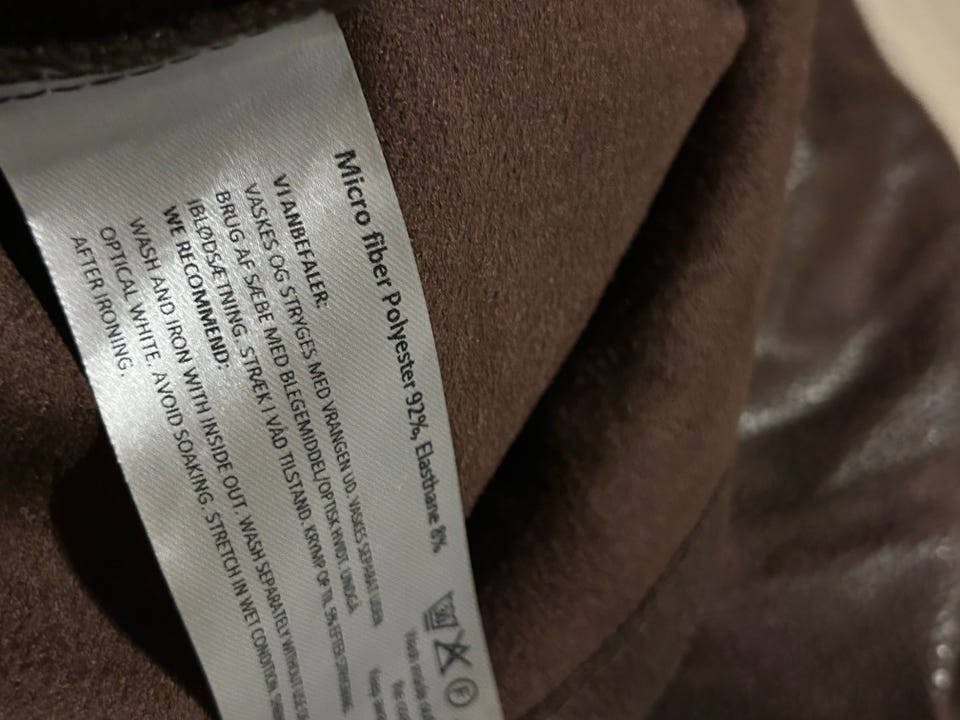 Micro fiber Polyester 92%, Elasthane 8%
30
F
VI ANBEFALER:
VASKES OG STRYGES MED VRANGEN UD. VASKES SEPARAT UDEN
BRUG AF SÆBE MED BLEGEMIDDEL/OPTISK HVIDT. UNDGÅ
IBLØDSÆTNING. STRÆK I VÅD TILSTAND. KRYMP OP TIL 5% EFTER STRYGNING.
WE RECOMMEND:
WASH AND IRON WITH INSIDE OUT. WASH SEPARATELY WITHOUT USE
OPTICAL WHITE. AVOID SOAKING. STRETCH IN WET CONDITION.
AFTER IRONING.